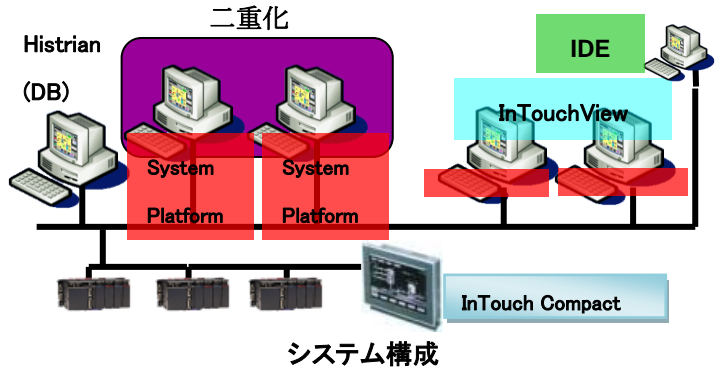 二重化
Histrian
(DB)
IDE
InTouchView
System
Platform
System
Platform
InTouch Compact
システム構成